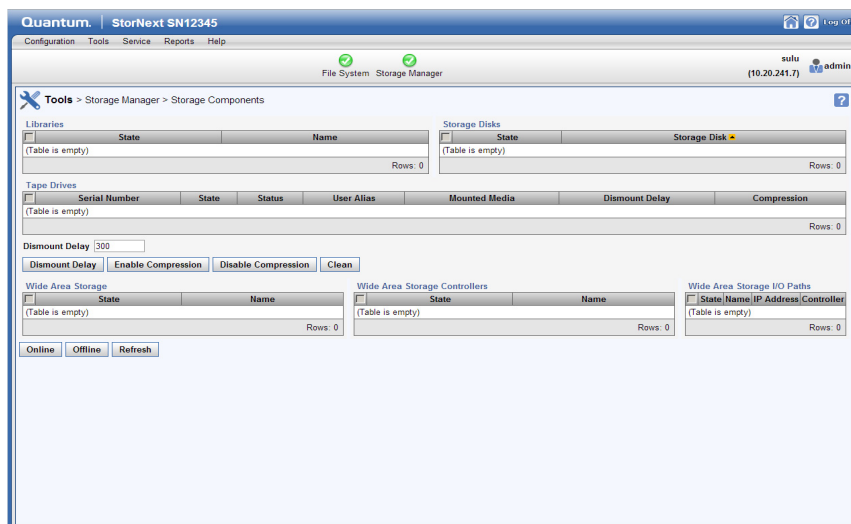 Quantum. StorNext SN12345
Log Of
Configuration Tools Service Reports Help
File System Storage Manager
sulu
(10.20.241.7)
admin
Tools > Storage Manager > Storage Components
Libraries
State Name
(Table is empty)
Rows: 0
Storage Disks
State Storage Disk
(Table is empty)
Rows: 0
Tape Drives
Serial Number State Status User Alias Mounted Media Dismount Delay Compression
(Table is empty)
Rows: 0
Dismount Delay 300
Dismount Delay Enable Compression Disable Compression Clean
Wide Area Storage
State Name
(Table is empty)
Rows: 0
Wide Area Storage Controllers
State Name
(Table is empty)
Rows: 0
Wide Area Storage I/O Paths
State Name IP Address Controller
(Table is empty)
Rows: 0
Online Offline Refresh